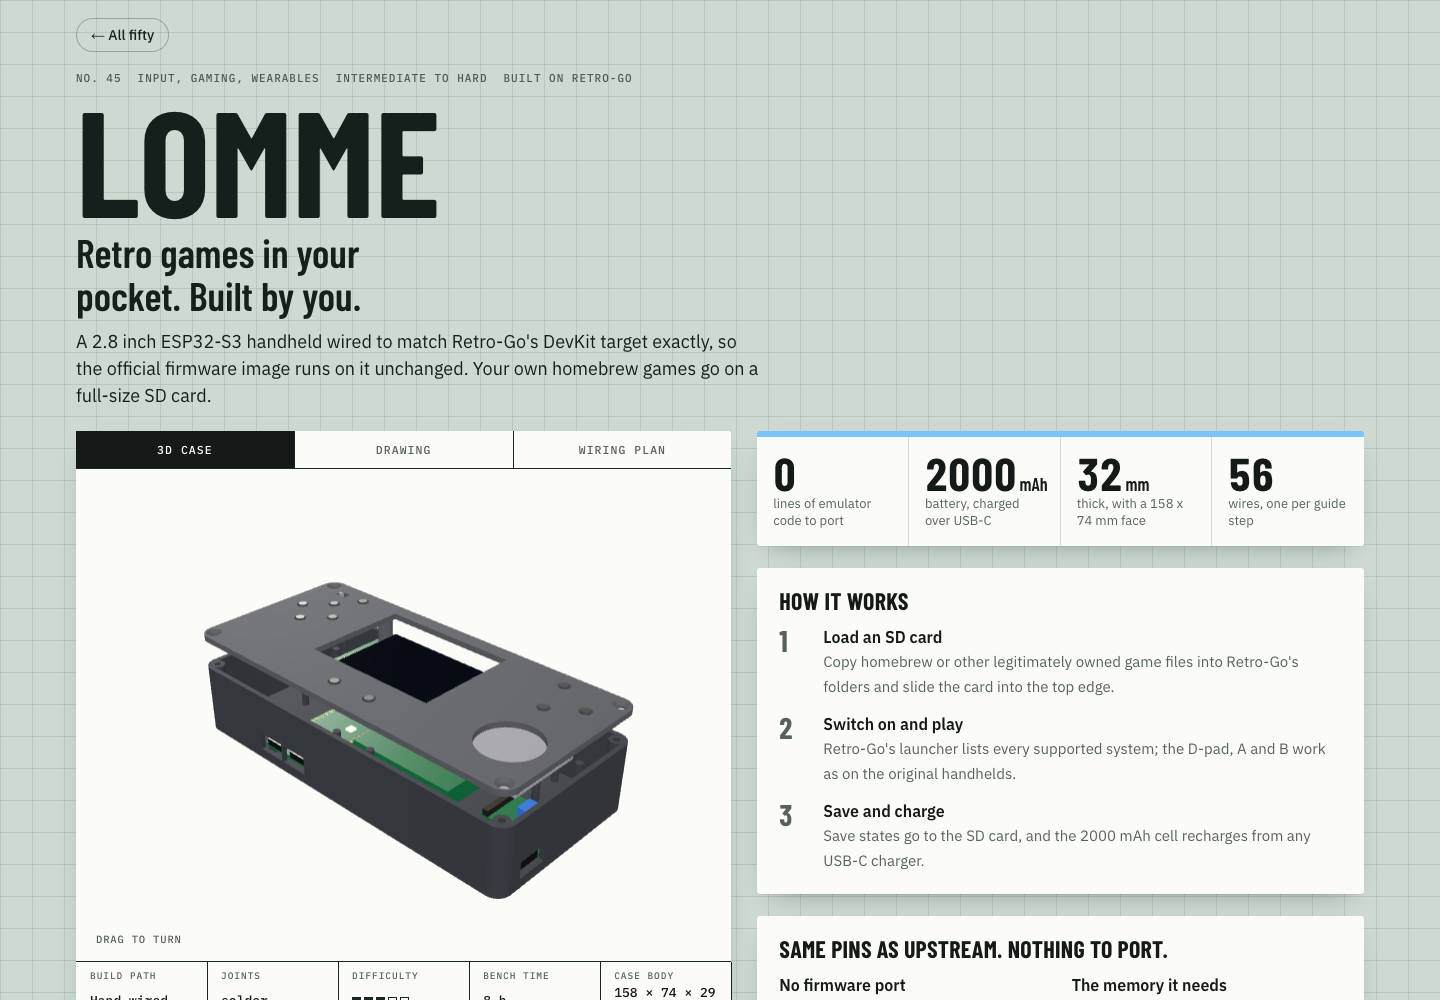 ← All fifty
NO. 45 INPUT, GAMING, WEARABLES INTERMEDIATE TO HARD BUILT ON RETRO-GO
LOMME
Retro games in your
pocket. Built by you.
A 2.8 inch ESP32-S3 handheld wired to match Retro-Go's DevKit target exactly, so
the official firmware image runs on it unchanged. Your own homebrew games go on a
full-size SD card.
3D CASE
DRAWING
WIRING PLAN
DRAG TO TURN
BUILD PATH
Hand-wired
JOINTS
solder
DIFFICULTY
BENCH TIME
8 h
CASE BODY
158 × 74 × 29
0
lines of emulator
code to port
2000 mAh
battery, charged
over USB-C
32 mm
thick, with a 158 x
74 mm face
56
wires, one per guide
step
HOW IT WORKS
1
Load an SD card
Copy homebrew or other legitimately owned game files into Retro-Go's
folders and slide the card into the top edge.
2
Switch on and play
Retro-Go's launcher lists every supported system; the D-pad, A and B work
as on the original handhelds.
3
Save and charge
Save states go to the SD card, and the 2000 mAh cell recharges from any
USB-C charger.
SAME PINS AS UPSTREAM. NOTHING TO PORT.
No firmware port
The memory it needs